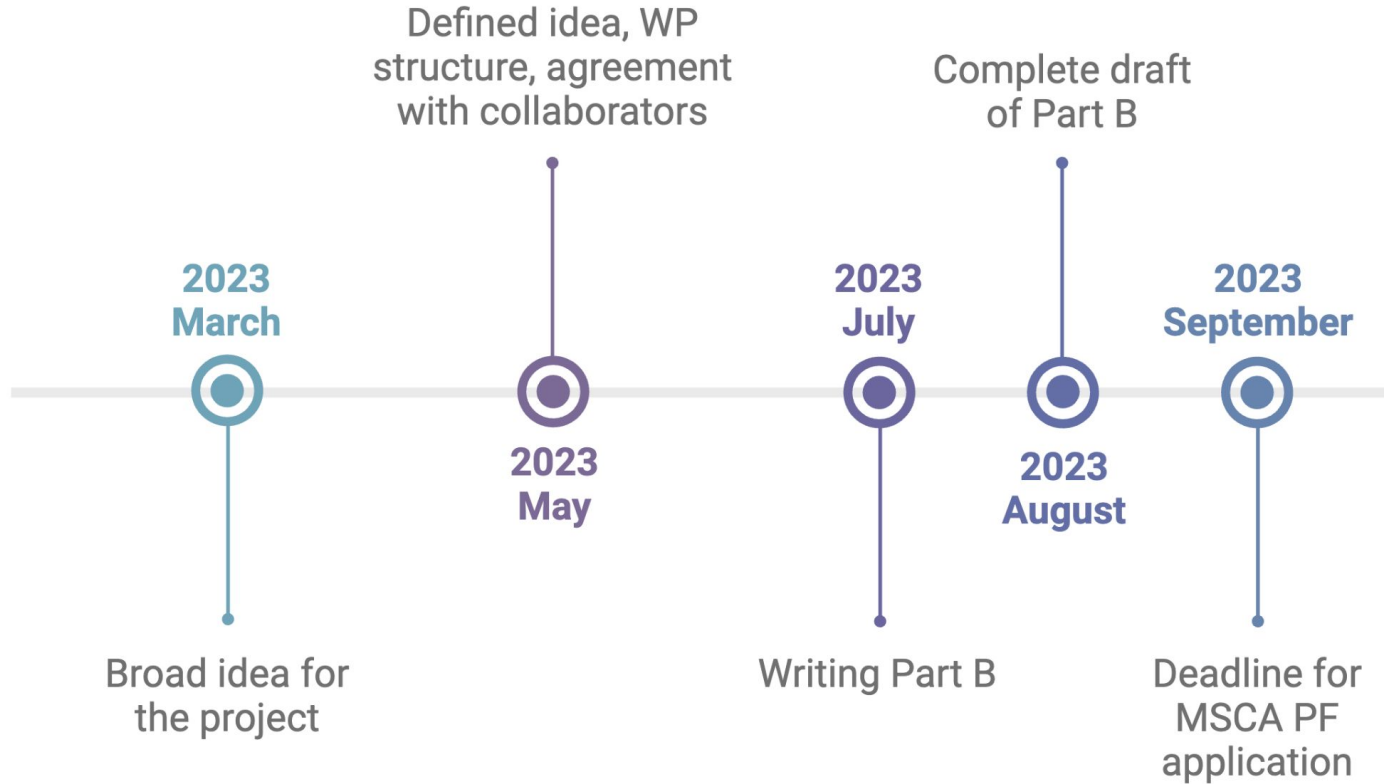 Defined idea, WP
structure, agreement
with collaborators
Complete draft
of Part B
2023
March
2023
July
2023
September
2023
May
2023
August
Broad idea for
the project
Writing Part B
Deadline for
MSCA PF
application